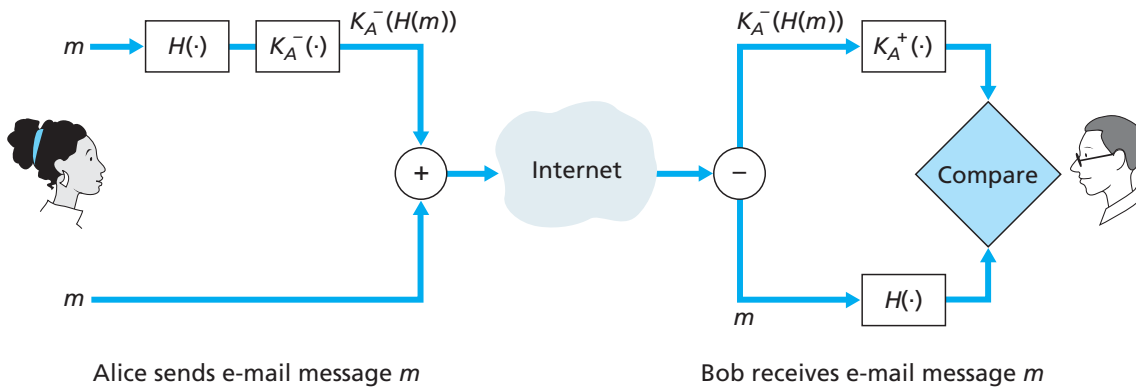 K_A^-(H(m))
m H(·) K_A^-(·)
+
m
Alice sends e-mail message m
Internet
K_A^-(H(m))
K_A^+(·)
−
Compare
m
H(·)
Bob receives e-mail message m